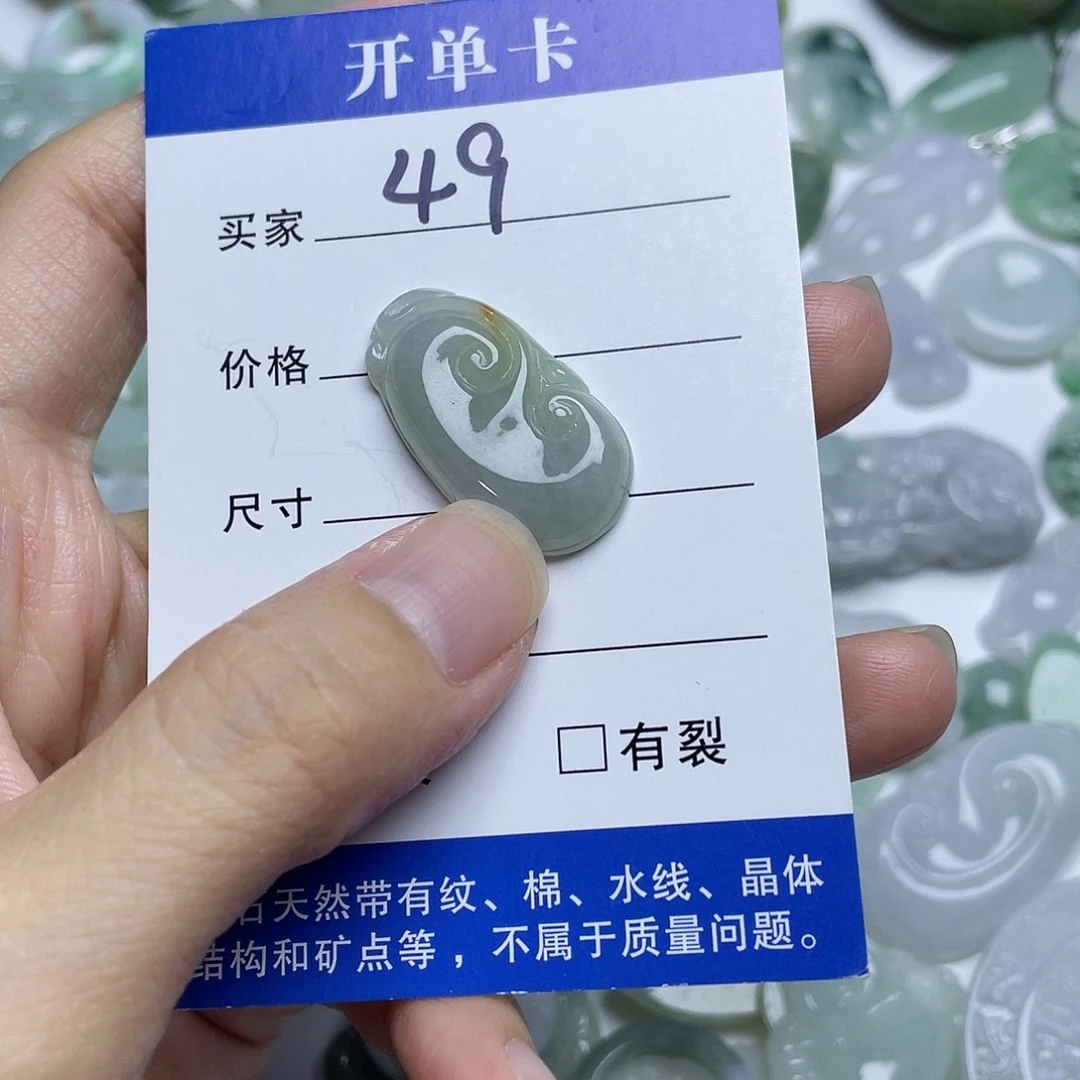 开单卡
买家 49
价格
尺寸
有裂
天然带有纹、棉、水线、晶体
结构和矿点等，不属于质量问题。